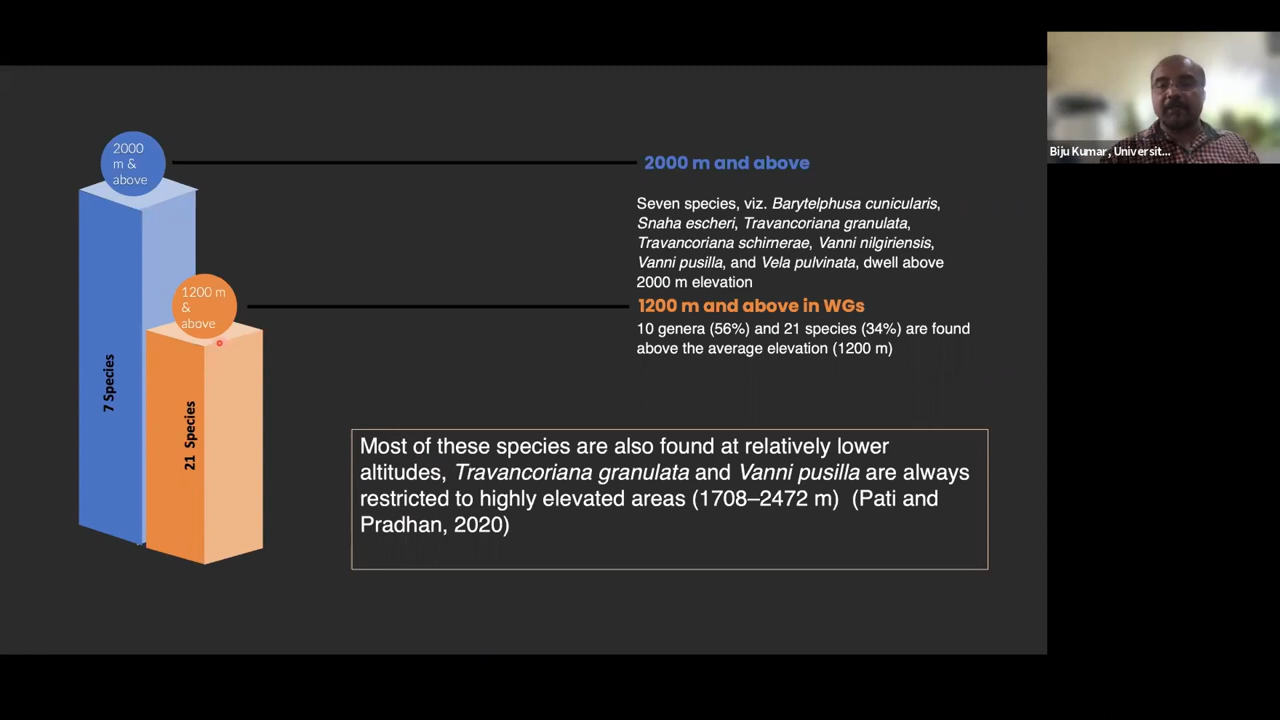 2000
m &
above
2000 m and above
Seven species, viz. Barytelphusa cunicularis,
Snaha escheri, Travancoriana granulata,
Travancoriana schirnerae, Vanni nilgiriensis,
Vanni pusilla, and Vela pulvinata, dwell above
2000 m elevation
1200 m
&
above
1200 m and above in WGs
10 genera (56%) and 21 species (34%) are found
above the average elevation (1200 m)
7 Species
21 Species
Most of these species are also found at relatively lower
altitudes, Travancoriana granulata and Vanni pusilla are always
restricted to highly elevated areas (1708–2472 m) (Pati and
Pradhan, 2020)
Biju Kumar, Universit...